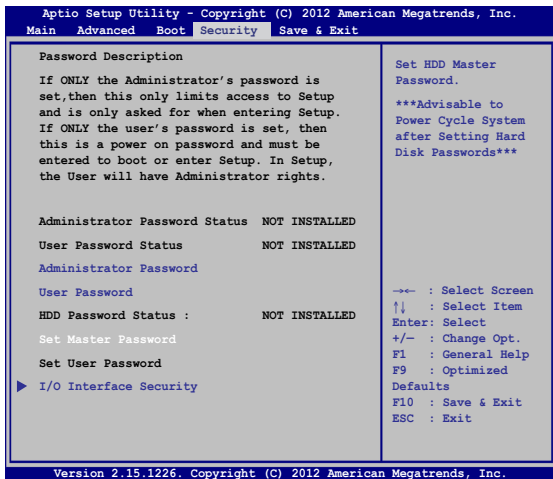 Aptio Setup Utility - Copyright (C) 2012 American Megatrends, Inc.
Main Advanced Boot Security Save & Exit
Password Description
If ONLY the Administrator's password is
set,then this only limits access to Setup
and is only asked for when entering Setup.
If ONLY the user's password is set, then
this is a power on password and must be
entered to boot or enter Setup. In Setup,
the User will have Administrator rights.
Administrator Password Status NOT INSTALLED
User Password Status NOT INSTALLED
Administrator Password
User Password
HDD Password Status : NOT INSTALLED
Set Master Password
Set User Password
I/O Interface Security
Set HDD Master
Password.
***Advisable to
Power Cycle System
after Setting Hard
Disk Passwords***
→← : Select Screen
↑↓ : Select Item
Enter: Select
+/— : Change Opt.
F1 : General Help
F9 : Optimized
Defaults
F10 : Save & Exit
ESC : Exit
Version 2.15.1226. Copyright (C) 2012 American Megatrends, Inc.